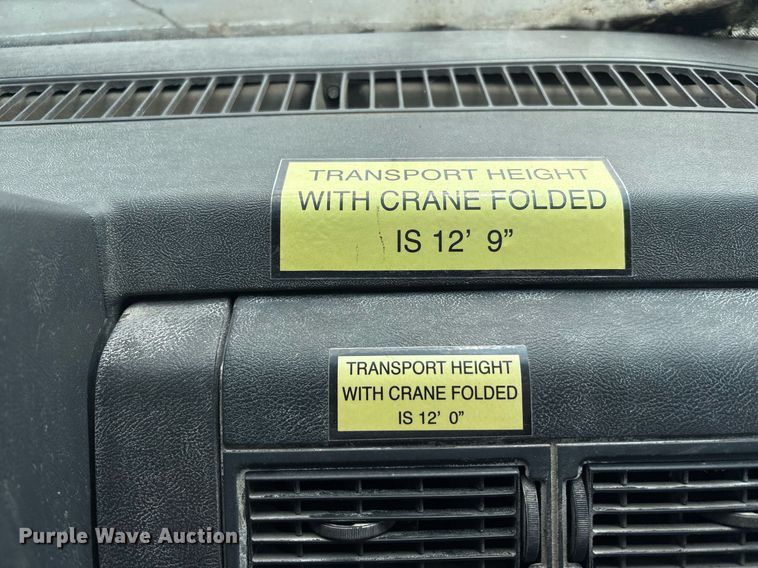 TRANSPORT HEIGHT
WITH CRANE FOLDED
IS 12’ 9”
TRANSPORT HEIGHT
WITH CRANE FOLDED
IS 12’ 0”
Purple Wave Auction®